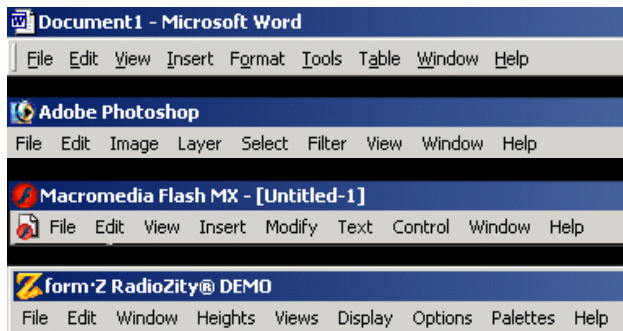 Document1 - Microsoft Word
File Edit View Insert Format Tools Table Window Help
Adobe Photoshop
File Edit Image Layer Select Filter View Window Help
Macromedia Flash MX - [Untitled-1]
File Edit View Insert Modify Text Control Window Help
form·Z RadioZity® DEMO
File Edit Window Heights Views Display Options Palettes Help